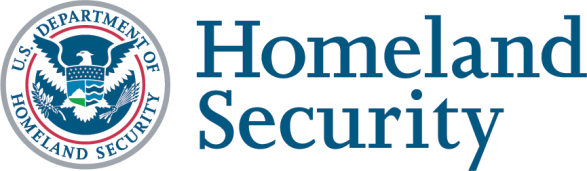 U.S. DEPARTMENT OF
HOMELAND SECURITY
Homeland
Security